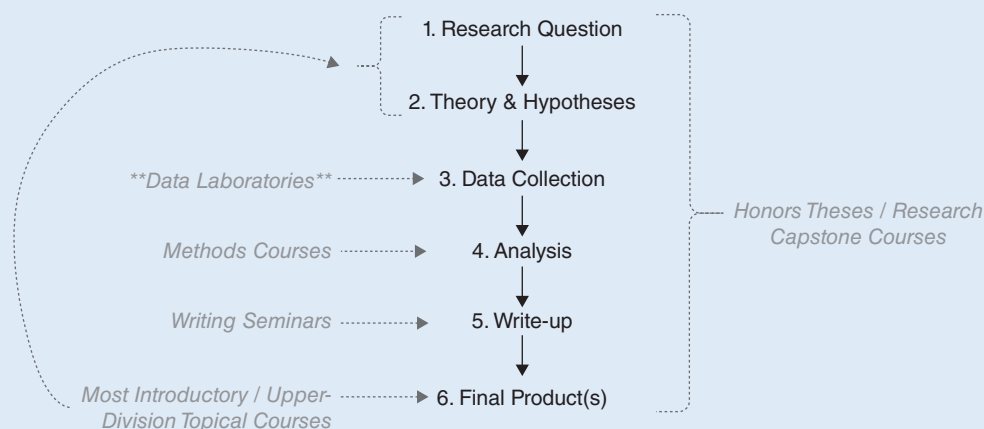 1. Research Question
2. Theory & Hypotheses
**Data Laboratories**
3. Data Collection
Honors Theses / Research
Capstone Courses
Methods Courses
4. Analysis
Writing Seminars
5. Write-up
Most Introductory / Upper-
Division Topical Courses
6. Final Product(s)